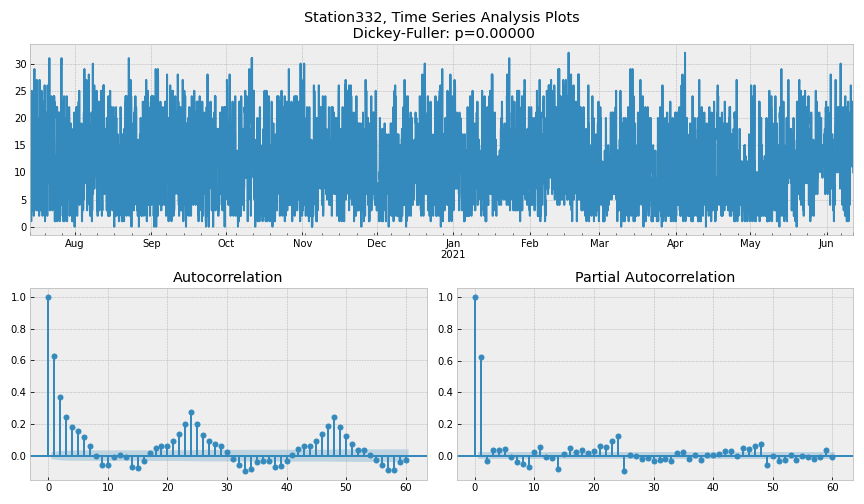 Station332, Time Series Analysis Plots
Dickey-Fuller: p=0.00000
30
25
20
15
10
5
0
Aug Sep Oct Nov Dec Jan Feb Mar Apr May Jun
2021
Autocorrelation
1.0
0.8
0.6
0.4
0.2
0.0
0 10 20 30 40 50 60
Partial Autocorrelation
1.0
0.8
0.6
0.4
0.2
0.0
0 10 20 30 40 50 60